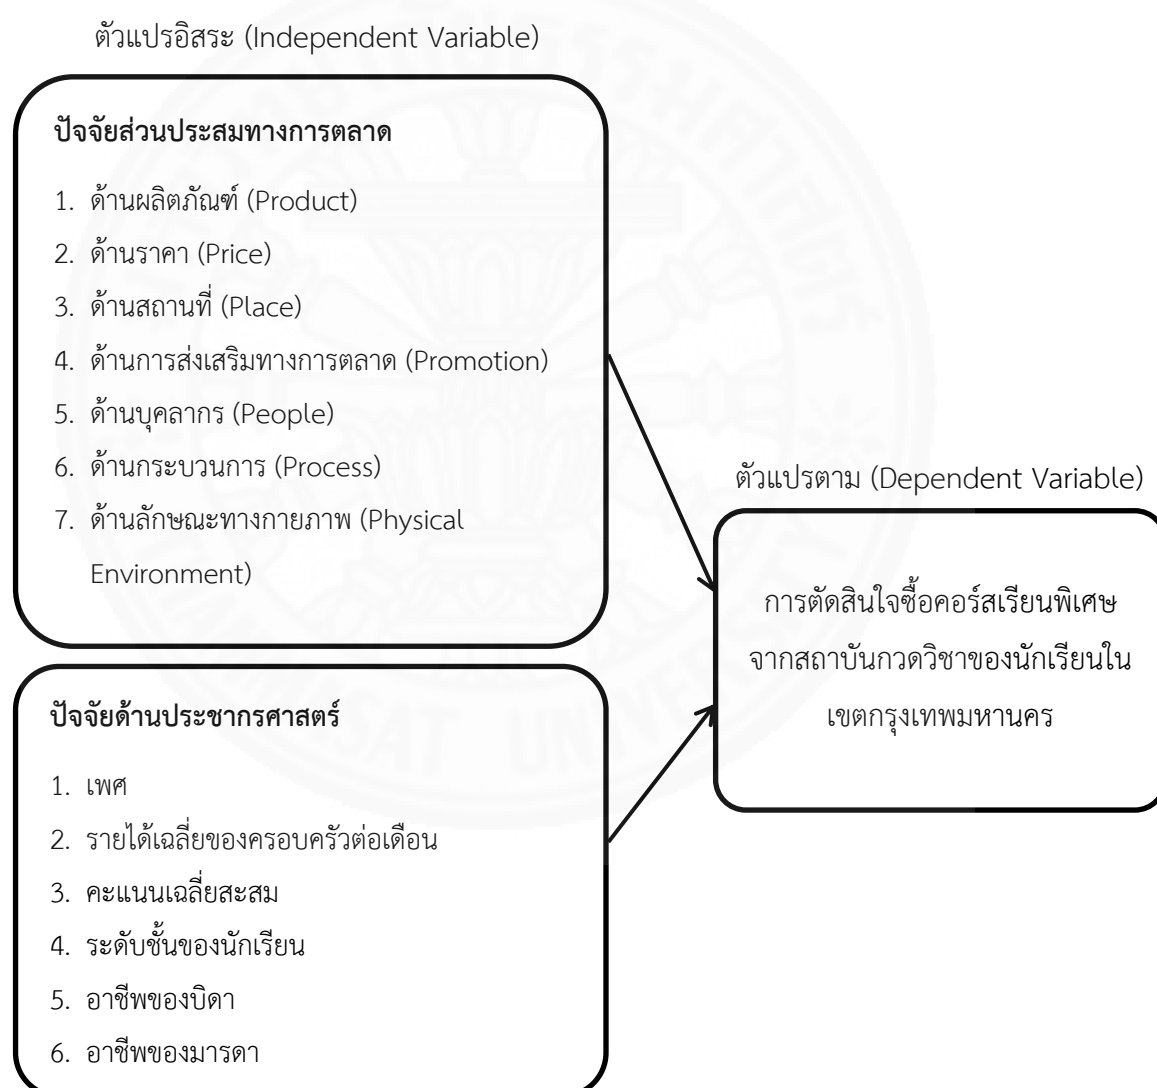 ตัวแปรอิสระ (Independent Variable)
ปัจจัยส่วนประสมทางการตลาด
1. ด้านผลิตภัณฑ์ (Product)
2. ด้านราคา (Price)
3. ด้านสถานที่ (Place)
4. ด้านการส่งเสริมทางการตลาด (Promotion)
5. ด้านบุคลากร (People)
6. ด้านกระบวนการ (Process)
7. ด้านลักษณะทางกายภาพ (Physical
Environment)
ปัจจัยด้านประชากรศาสตร์
1. เพศ
2. รายได้เฉลี่ยของครอบครัวต่อเดือน
3. คะแนนเฉลี่ยสะสม
4. ระดับชั้นของนักเรียน
5. อาชีพของบิดา
6. อาชีพของมารดา
ตัวแปรตาม (Dependent Variable)
การตัดสินใจซื้อคอร์สเรียนพิเศษ
จากสถาบันกวดวิชาของนักเรียนใน
เขตกรุงเทพมหานคร